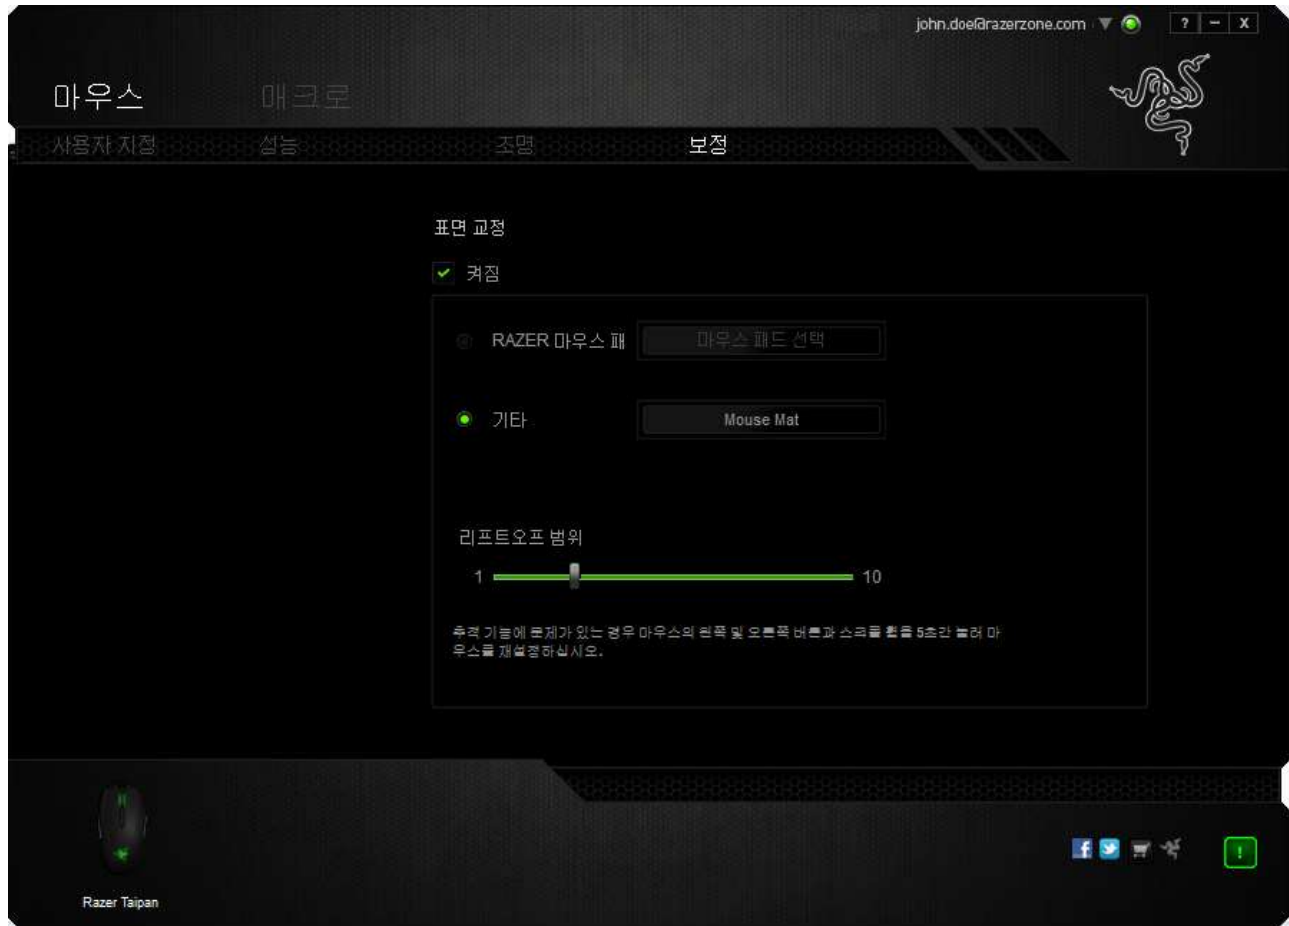 john.doe@razerzone.com
? – X
마우스 매크로
사용자 지정 성능 조명 보정
표면 교정
켜짐
RAZER 마우스 패 마우스 패드 선택
기타 Mouse Mat
리프트오프 범위
1 10
추적 기능에 문제가 있는 경우 마우스의 왼쪽 및 오른쪽 버튼과 스크롤 휠을 5초간 눌러 마
우스를 재설정하십시오.
Razer Taipan
f
!